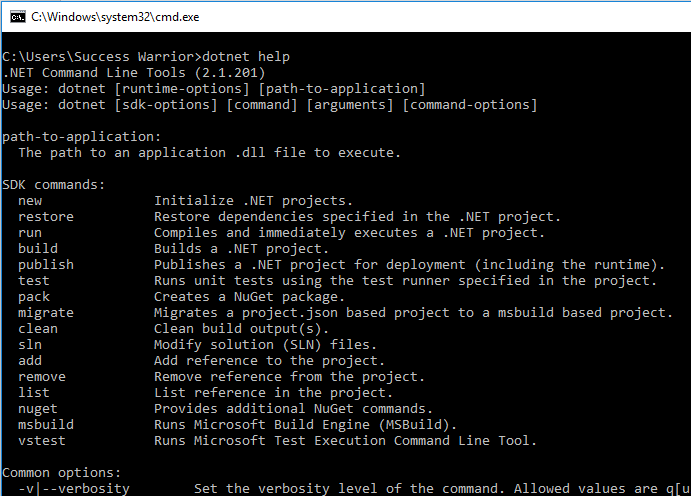 C:\Windows\system32\cmd.exe
C:\Users\Success Warrior>dotnet help
.NET Command Line Tools (2.1.201)
Usage: dotnet [runtime-options] [path-to-application]
Usage: dotnet [sdk-options] [command] [arguments] [command-options]
path-to-application:
  The path to an application .dll file to execute.
SDK commands:
  new              Initialize .NET projects.
  restore          Restore dependencies specified in the .NET project.
  run              Compiles and immediately executes a .NET project.
  build            Builds a .NET project.
  publish          Publishes a .NET project for deployment (including the runtime).
  test             Runs unit tests using the test runner specified in the project.
  pack             Creates a NuGet package.
  migrate          Migrates a project.json based project to a msbuild based project.
  clean            Clean build output(s).
  sln              Modify solution (SLN) files.
  add              Add reference to the project.
  remove           Remove reference from the project.
  list             List reference in the project.
  nuget            Provides additional NuGet commands.
  msbuild          Runs Microsoft Build Engine (MSBuild).
  vstest           Runs Microsoft Test Execution Command Line Tool.
Common options:
  -v|--verbosity        Set the verbosity level of the command. Allowed values are q[u